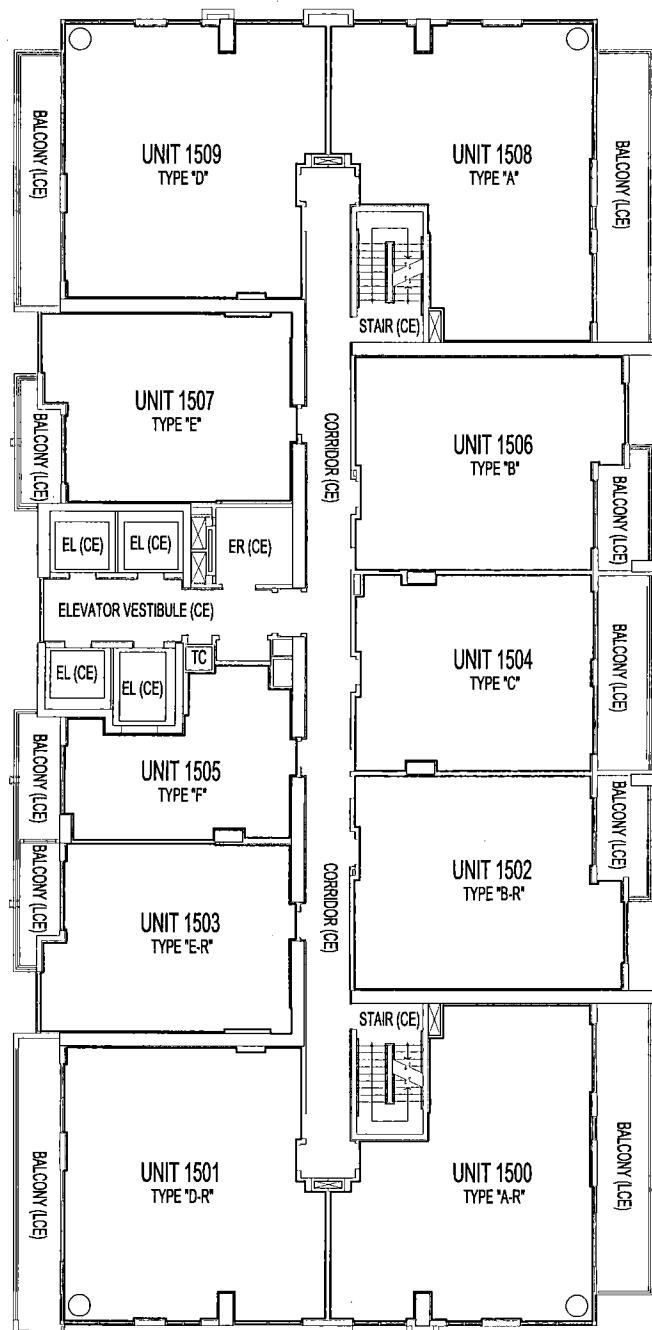 UNIT 1509
TYPE "D"
BALCONY (LCE)
UNIT 1508
TYPE "A"
BALCONY (LCE)
STAIR (CE)
UNIT 1507
TYPE "E"
BALCONY (LCE)
CORRIDOR (CE)
UNIT 1506
TYPE "B"
BALCONY (LCE)
EL (CE)
EL (CE)
ER (CE)
ELEVATOR VESTIBULE (CE)
TC
EL (CE)
EL (CE)
UNIT 1504
TYPE "C"
BALCONY (LCE)
UNIT 1505
TYPE "F"
BALCONY (LCE)
UNIT 1502
TYPE "B-R"
BALCONY (LCE)
UNIT 1503
TYPE "E-R"
BALCONY (LCE)
CORRIDOR (CE)
STAIR (CE)
UNIT 1501
TYPE "D-R"
BALCONY (LCE)
UNIT 1500
TYPE "A-R"
BALCONY (LCE)